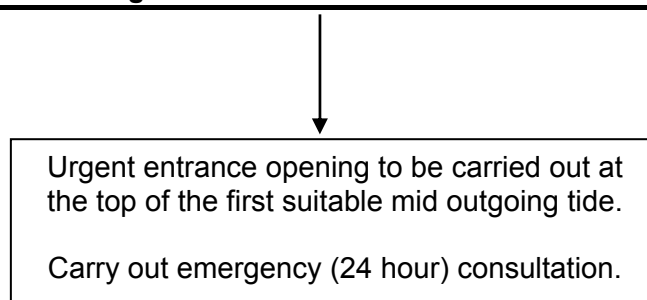 Urgent entrance opening to be carried out at
the top of the first suitable mid outgoing tide.
Carry out emergency (24 hour) consultation.